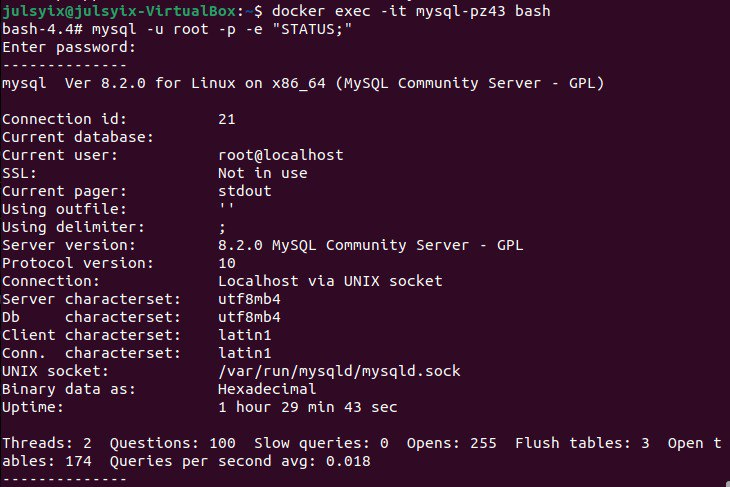 julsyix@julsyix-VirtualBox:~$ docker exec -it mysql-pz43 bash
bash-4.4# mysql -u root -p -e "STATUS;"
Enter password:
--------------
mysql  Ver 8.2.0 for Linux on x86_64 (MySQL Community Server - GPL)

Connection id:          21
Current database:
Current user:           root@localhost
SSL:                    Not in use
Current pager:          stdout
Using outfile:          ''
Using delimiter:        ;
Server version:         8.2.0 MySQL Community Server - GPL
Protocol version:       10
Connection:             Localhost via UNIX socket
Server characterset:    utf8mb4
Db     characterset:    utf8mb4
Client characterset:    latin1
Conn.  characterset:    latin1
UNIX socket:            /var/run/mysqld/mysqld.sock
Binary data as:         Hexadecimal
Uptime:                 1 hour 29 min 43 sec

Threads: 2  Questions: 100  Slow queries: 0  Opens: 255  Flush tables: 3  Open t
ables: 174  Queries per second avg: 0.018
--------------